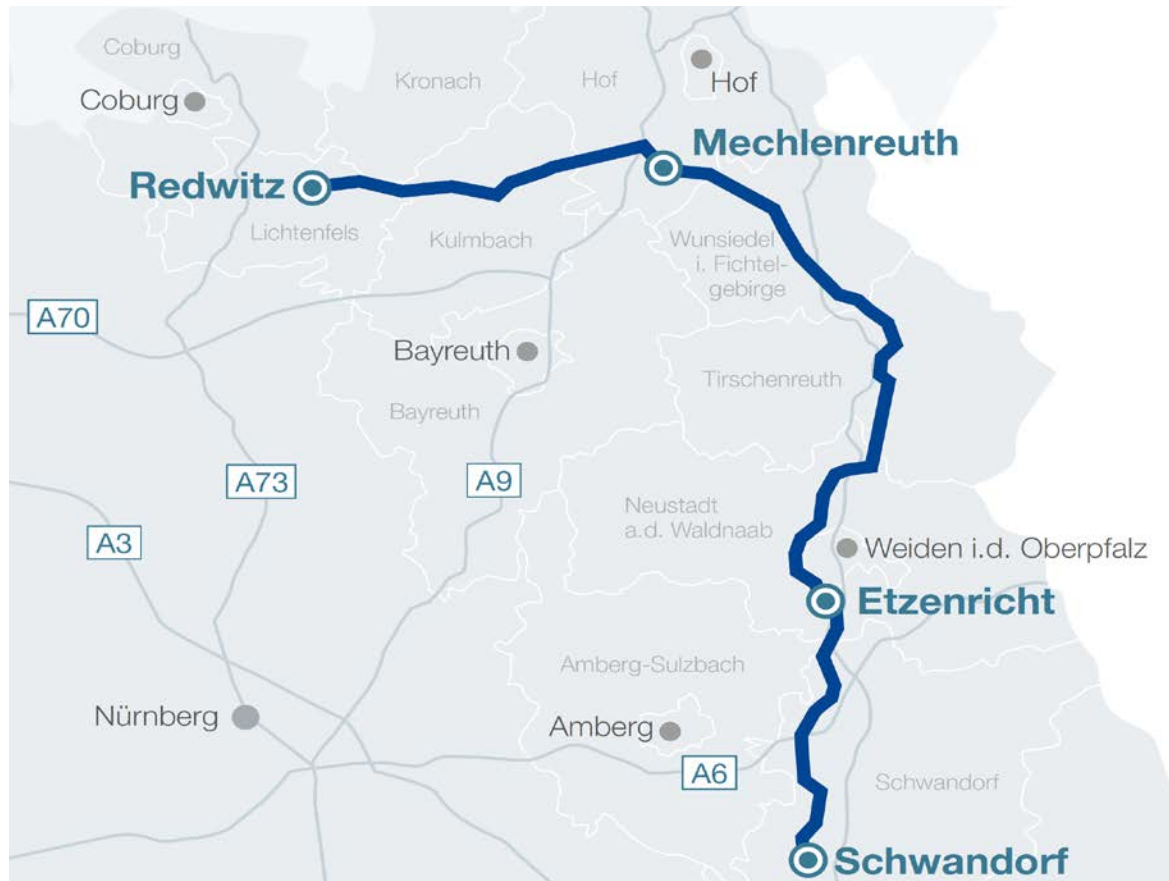 Coburg
Kronach
Hof
Hof
Coburg
Mechlenreuth
Redwitz
Lichtenfels
Kulmbach
Wunsiedel
i. Fichtel-
gebirge
A70
Bayreuth
Tirschenreuth
Bayreuth
A73
A9
Neustadt
a.d. Waldnaab
A3
Weiden i.d. Oberpfalz
Etzenricht
Amberg-Sulzbach
Nürnberg
Amberg
A6
Schwandorf
Schwandorf